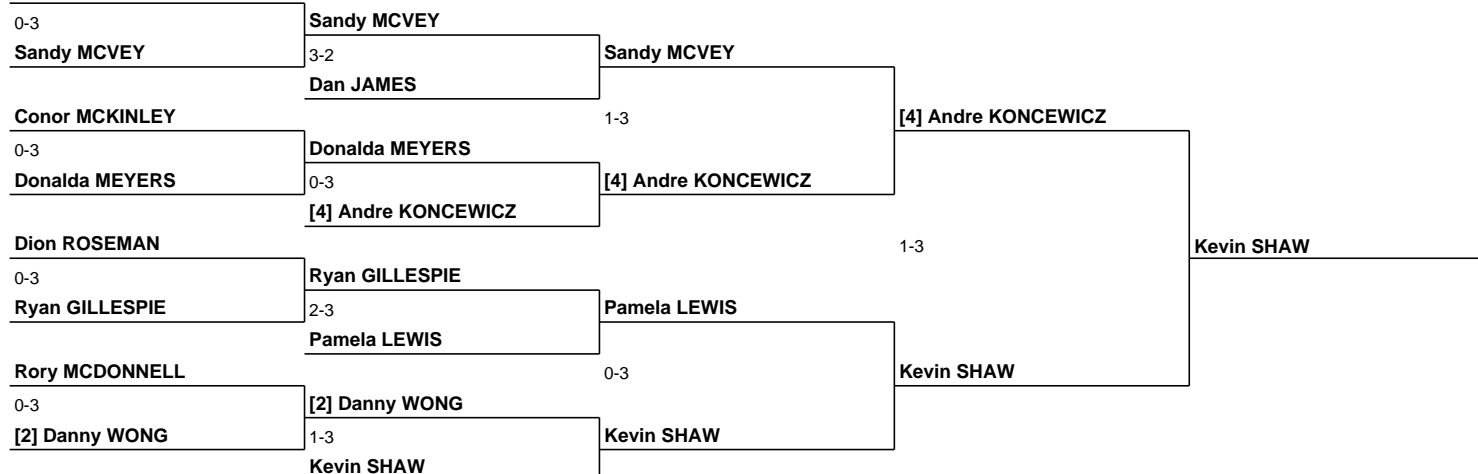 0-3
Sandy MCVEY
Sandy MCVEY
3-2
Sandy MCVEY
Dan JAMES
Conor MCKINLEY
1-3
[4] Andre KONCEWICZ
0-3
Donalda MEYERS
Donalda MEYERS
0-3
[4] Andre KONCEWICZ
[4] Andre KONCEWICZ
Dion ROSEMAN
1-3
Kevin SHAW
0-3
Ryan GILLESPIE
Ryan GILLESPIE
2-3
Pamela LEWIS
Pamela LEWIS
Rory MCDONNELL
0-3
Kevin SHAW
0-3
[2] Danny WONG
[2] Danny WONG
1-3
Kevin SHAW
Kevin SHAW